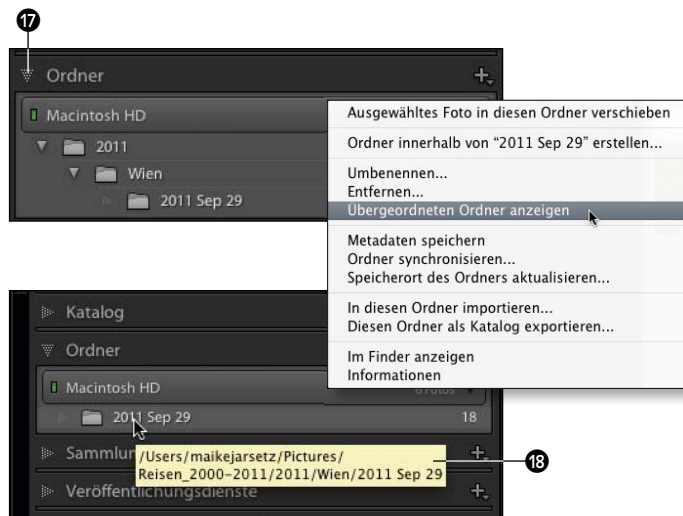 17
Ordner
Macintosh HD
2011
Wien
2011 Sep 29
Ausgewähltes Foto in diesen Ordner verschieben
Ordner innerhalb von "2011 Sep 29" erstellen...
Umbenennen...
Entfernen...
Übergeordneten Ordner anzeigen
Metadaten speichern
Ordner synchronisieren...
Speicherort des Ordners aktualisieren...
In diesen Ordner importieren...
Diesen Ordner als Katalog exportieren...
Im Finder anzeigen
Informationen
Katalog
Ordner
Macintosh HD
2011 Sep 29 18
/Users/maikejarsetz/Pictures/
Reisen_2000-2011/2011/Wien/2011 Sep 29
18
Veröffentlichungsdienste